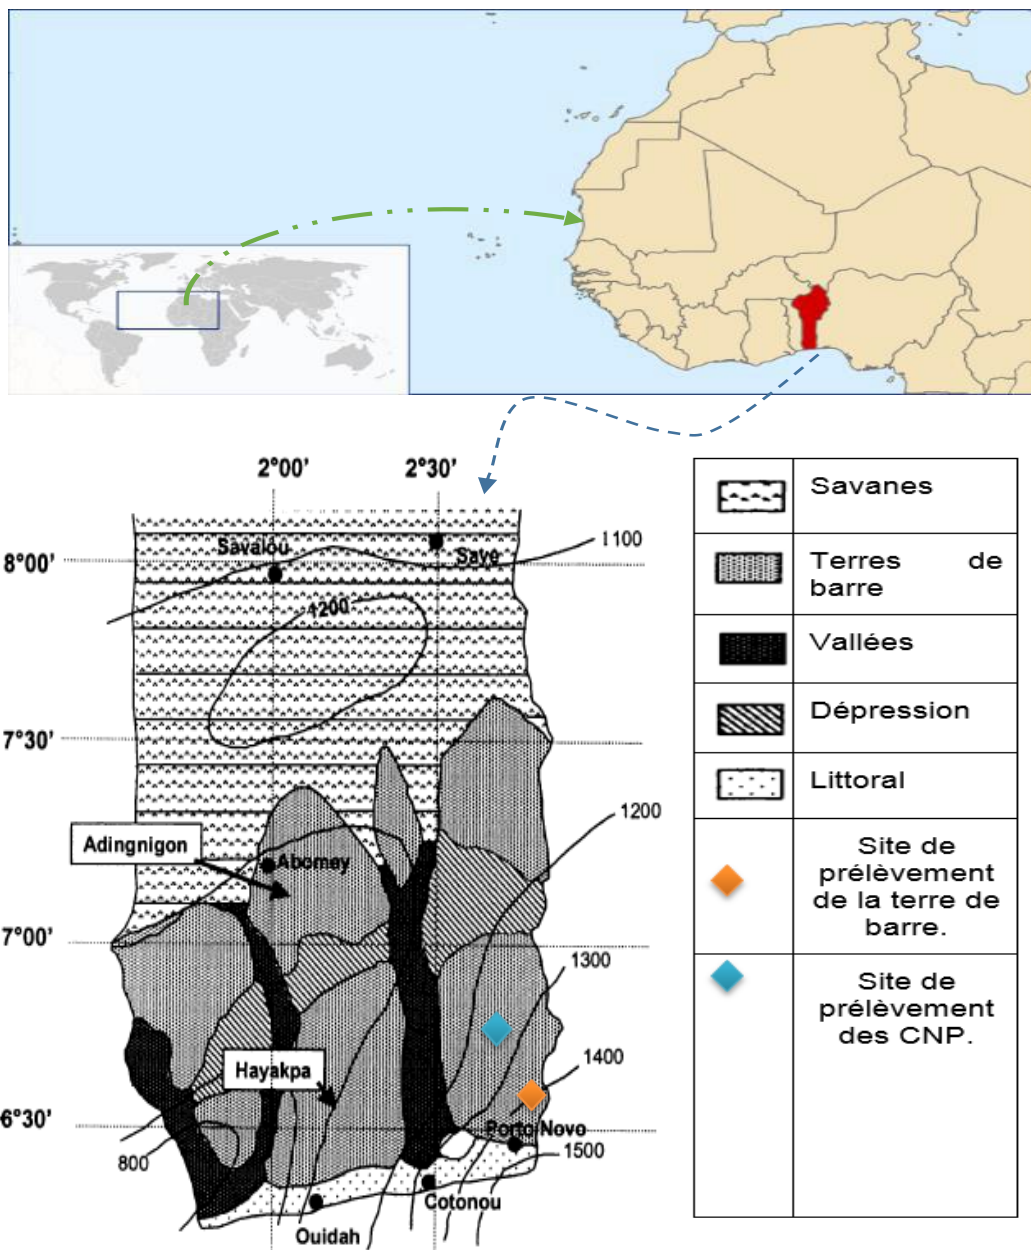 2°00’
2°30’
8°00’
7°30’
7°00’
6°30’
Savalou
Save
1100
1200
1200
Adingnigon
Abomey
1300
Hayakpa
1400
Porto Novo
800
1500
Cotonou
Ouidah
Savanes
Terres de
barre
Vallées
Dépression
Littoral
Site de
prélèvement
de la terre de
barre.
Site de
prélèvement
des CNP.